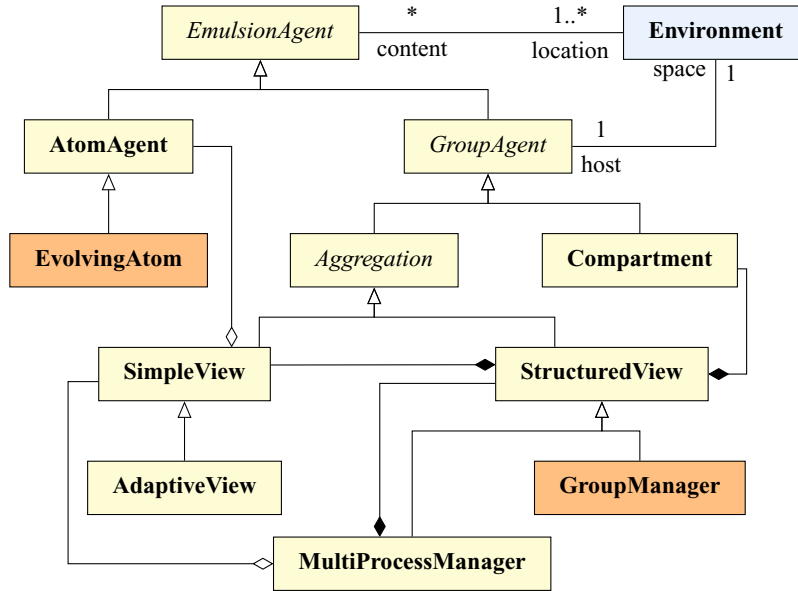 EmulsionAgent
*
content
1..*
location
Environment
space
1
AtomAgent
GroupAgent
1
host
EvolvingAtom
Aggregation
Compartment
SimpleView
StructuredView
AdaptiveView
GroupManager
MultiProcessManager